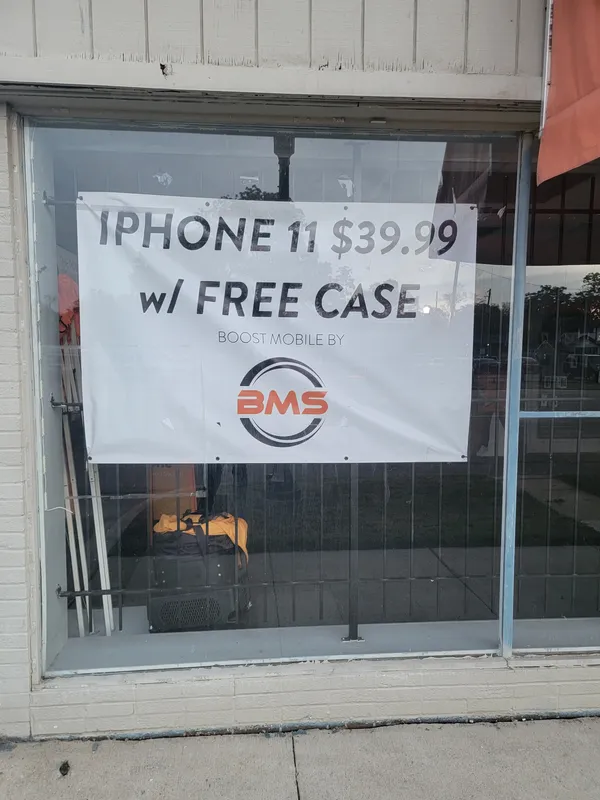 IPHONE 11 $39.99
w/ FREE CASE
BOOST MOBILE BY
BMS